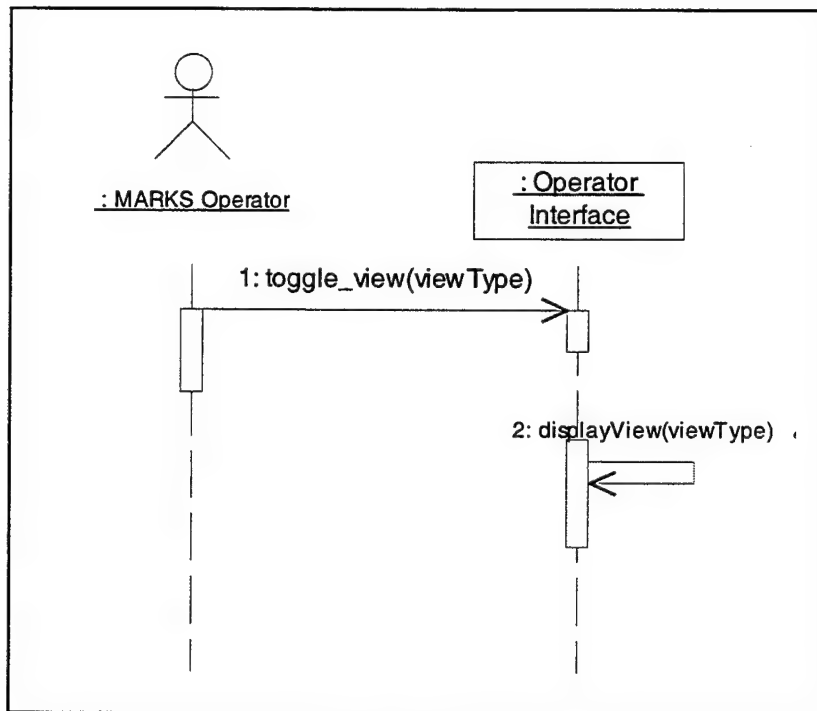 : MARKS Operator
: Operator
Interface
1: toggle_view(viewType)
2: displayView(viewType)